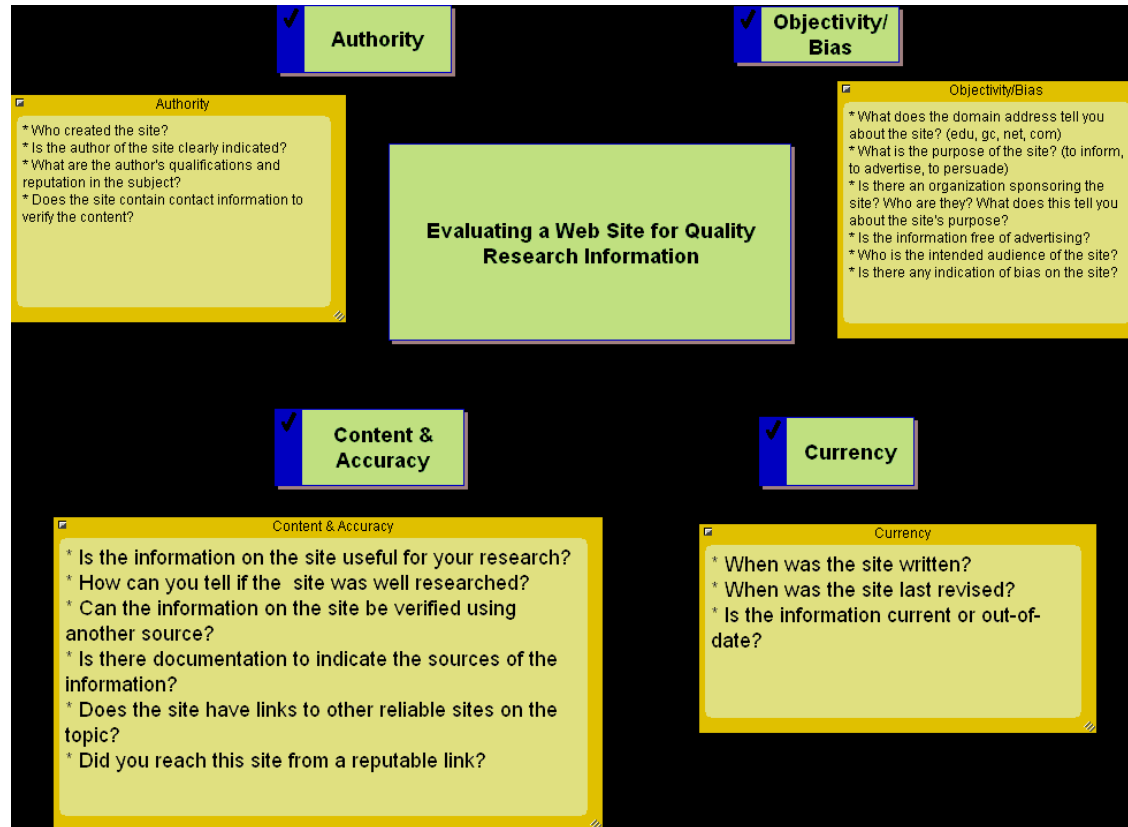 Authority
Objectivity/
Bias
Authority
* Who created the site?
* Is the author of the site clearly indicated?
* What are the author's qualifications and
reputation in the subject?
* Does the site contain contact information to
verify the content?
Objectivity/Bias
* What does the domain address tell you
about the site? (edu, gc, net, com)
* What is the purpose of the site? (to inform,
to advertise, to persuade)
* Is there an organization sponsoring the
site? Who are they? What does this tell you
about the site's purpose?
* Is the information free of advertising?
* Who is the intended audience of the site?
* Is there any indication of bias on the site?
Evaluating a Web Site for Quality
Research Information
Content &
Accuracy
Currency
Content & Accuracy
* Is the information on the site useful for your research?
* How can you tell if the  site was well researched?
* Can the information on the site be verified using
another source?
* Is there documentation to indicate the sources of the
information?
* Does the site have links to other reliable sites on the
topic?
* Did you reach this site from a reputable link?
Currency
* When was the site written?
* When was the site last revised?
* Is the information current or out-of-
date?